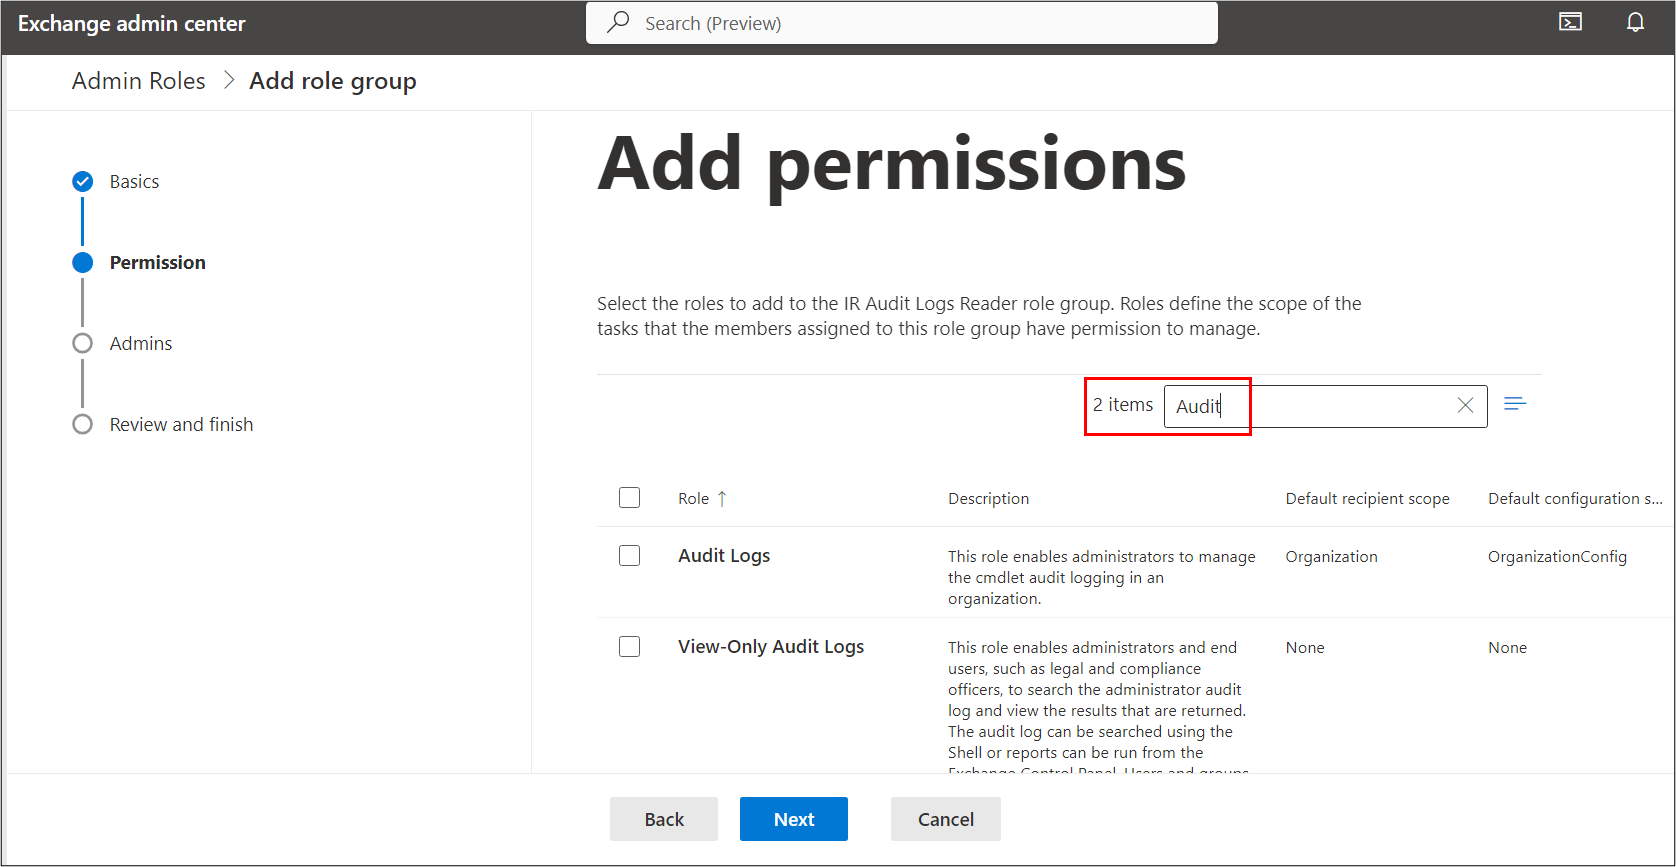 Exchange admin center
Search (Preview)
Admin Roles > Add role group
Basics
Permission
Admins
Review and finish
Add permissions
Select the roles to add to the IR Audit Logs Reader role group. Roles define the scope of the
tasks that the members assigned to this role group have permission to manage.
2 items
Audit
Role ↑
Description
Default recipient scope
Default configuration s...
Audit Logs
This role enables administrators to manage
the cmdlet audit logging in an
organization.
Organization
OrganizationConfig
View-Only Audit Logs
This role enables administrators and end
users, such as legal and compliance
officers, to search the administrator audit
log and view the results that are returned.
The audit log can be searched using the
Shell or reports can be run from the
Exchange Control Panel. Users and groups
None
None
Back
Next
Cancel